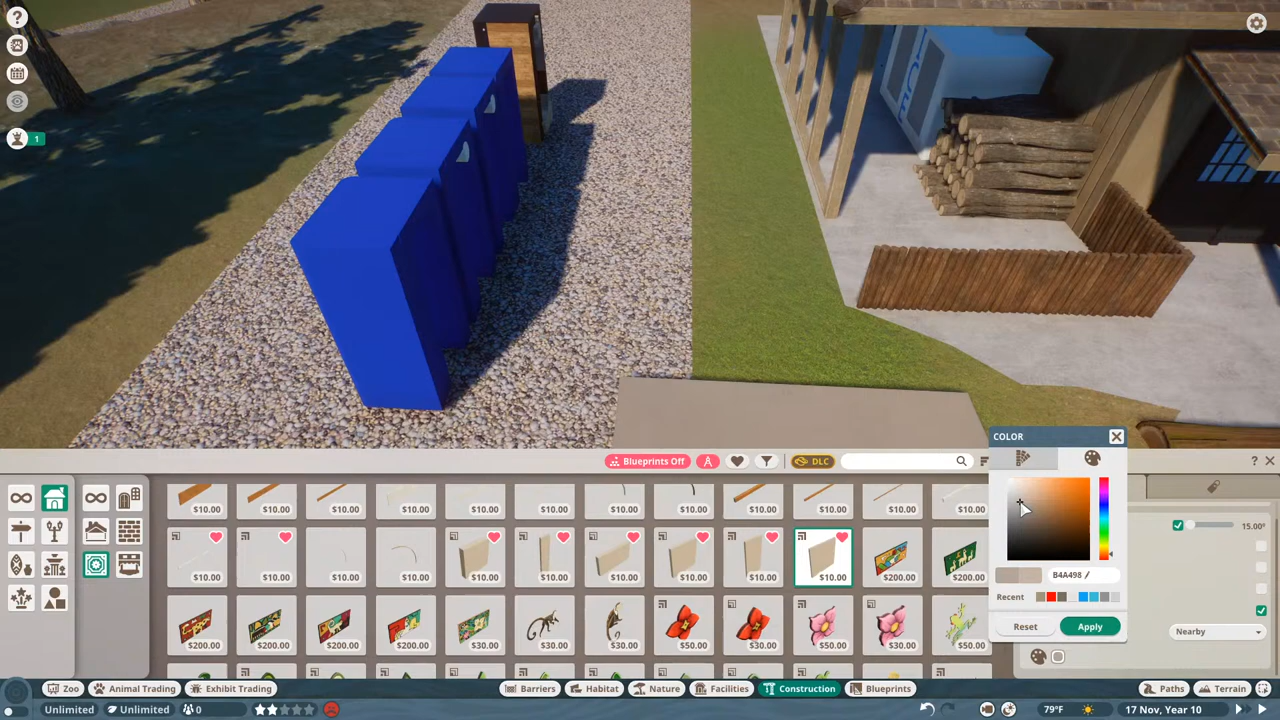 ?
1
Blueprints Off
DLC
?
COLOR
$10.00 $10.00 $10.00 $10.00 $10.00 $10.00 $10.00 $10.00 $10.00 $10.00 $10.00 $10.00
15.00°
$10.00 $10.00 $10.00 $10.00 $10.00 $10.00 $10.00 $10.00 $10.00 $10.00 $200.00 $200.00
B4A498
Recent
Reset Apply
Nearby
$200.00 $200.00 $200.00 $200.00 $30.00 $30.00 $30.00 $50.00 $30.00 $50.00 $30.00 $50.00
Zoo Animal Trading Exhibit Trading Barriers Habitat Nature Facilities Construction Blueprints Paths Terrain
Unlimited Unlimited 0 79°F 17 Nov, Year 10